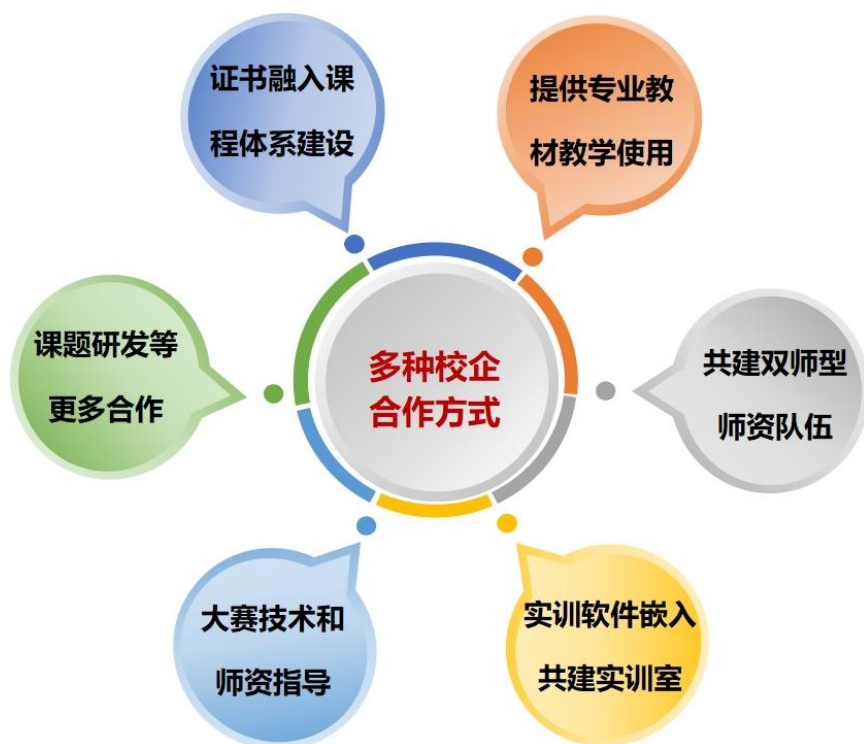 证书融入课
程体系建设
提供专业教
材教学使用
课题研发等
更多合作
多种校企
合作方式
共建双师型
师资队伍
大赛技术和
师资指导
实训软件嵌入
共建实训室